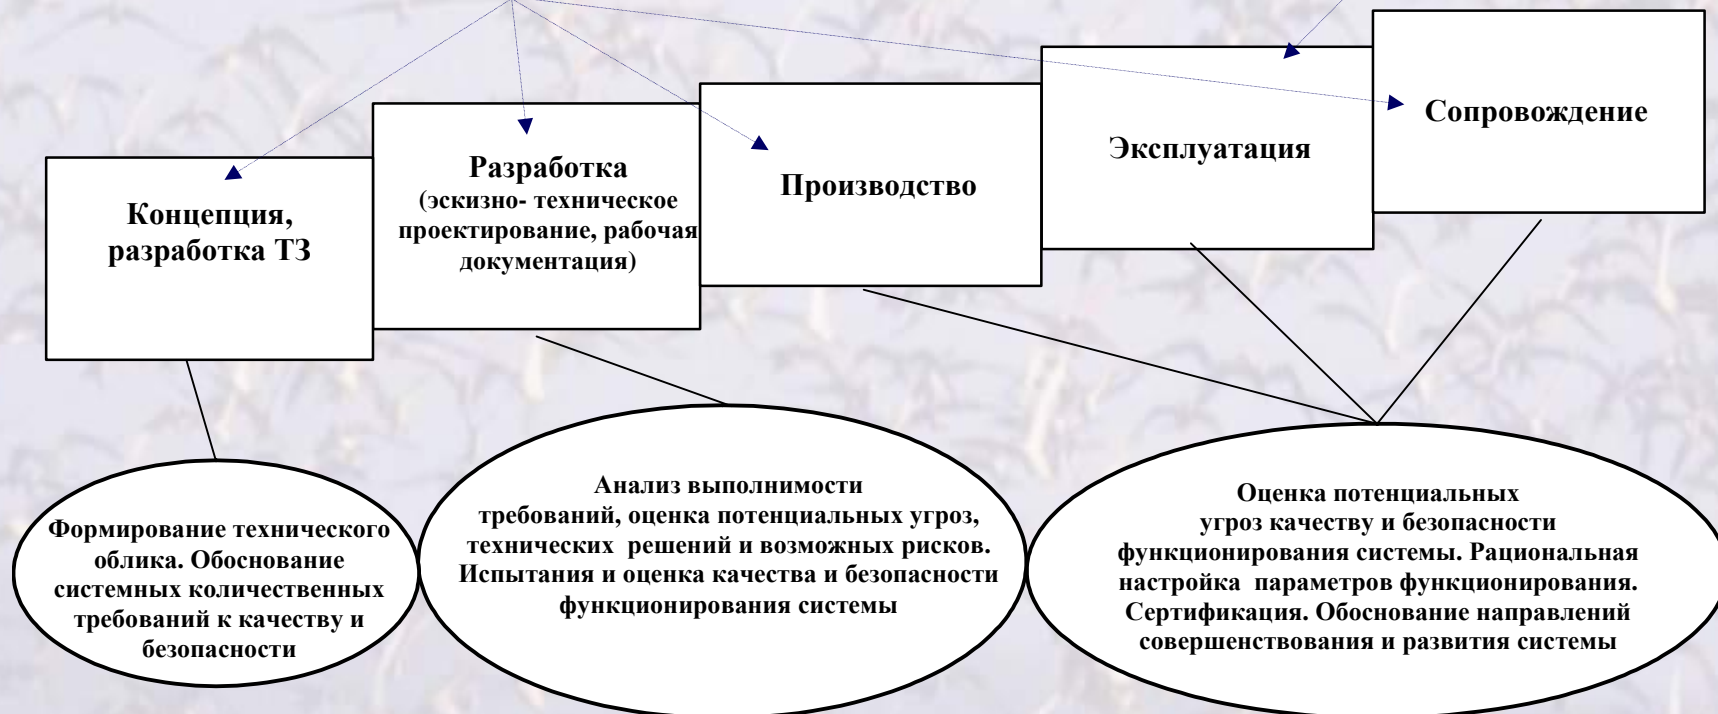 Концепция,
разработка ТЗ
Разработка
(эскизно- техническое
проектирование, рабочая
документация)
Производство
Эксплуатация
Сопровождение
Формирование технического
облика. Обоснование
системных количественных
требований к качеству и
безопасности
Анализ выполнимости
требований, оценка потенциальных угроз,
технических решений и возможных рисков.
Испытания и оценка качества и безопасности
функционирования системы
Оценка потенциальных
угроз качеству и безопасности
функционирования системы. Рациональная
настройка параметров функционирования.
Сертификация. Обоснование направлений
совершенствования и развития системы